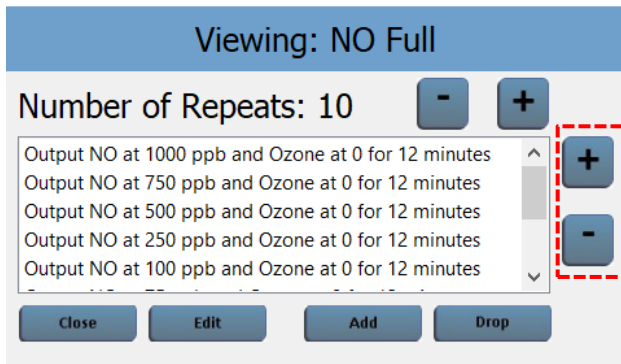 Viewing: NO Full
Number of Repeats: 10 - +
Output NO at 1000 ppb and Ozone at 0 for 12 minutes
Output NO at 750 ppb and Ozone at 0 for 12 minutes
Output NO at 500 ppb and Ozone at 0 for 12 minutes
Output NO at 250 ppb and Ozone at 0 for 12 minutes
Output NO at 100 ppb and Ozone at 0 for 12 minutes
+
-
Close Edit Add Drop